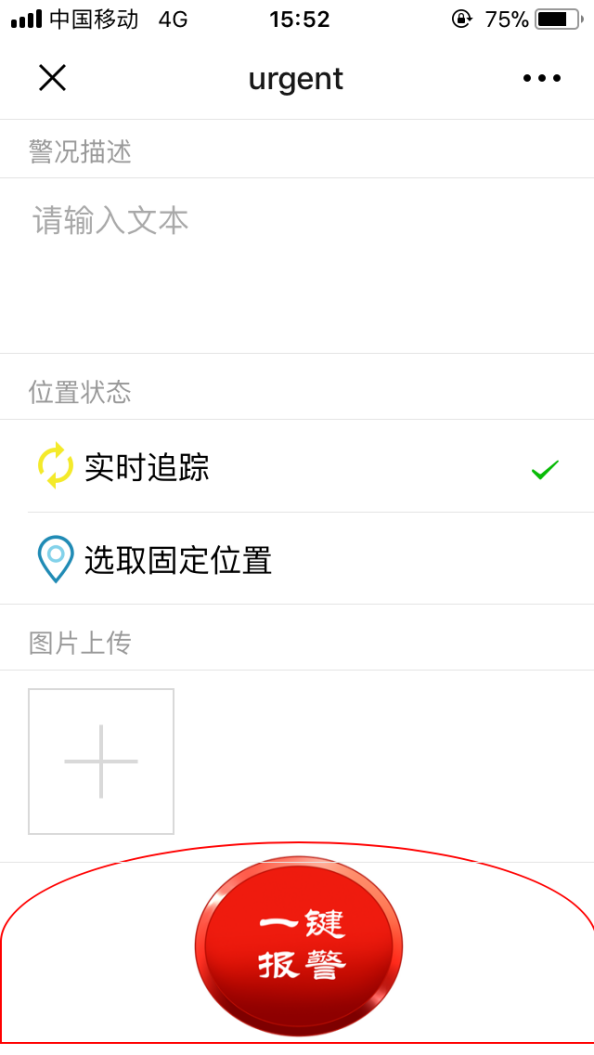 中国移动 4G 15:52 75%
urgent
警况描述
请输入文本
位置状态
实时追踪
选取固定位置
图片上传
一键
报警